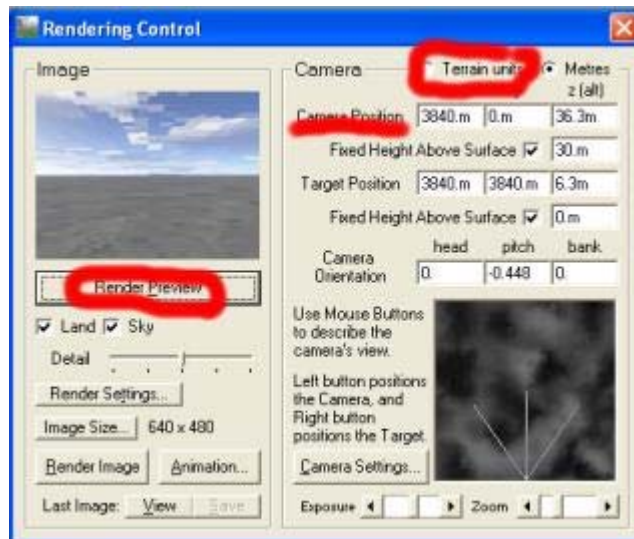 Rendering Control
Image
Render Preview
Land Sky
Detail
Render Settings...
Image Size... 640 x 480
Render Image Animation...
Last Image: View Save
Camera Terrain units Metres
z (alt)
Camera Position 3840.m 0.m 36.3m
Fixed Height Above Surface 30.m
Target Position 3840.m 3840.m 6.3m
Fixed Height Above Surface 0.m
head pitch bank
Camera Orientation 0. -0.448 0.
Use Mouse Buttons
to describe the
camera's view.
Left button positions
the Camera, and
Right button
positions the Target.
Camera Settings...
Exposure Zoom